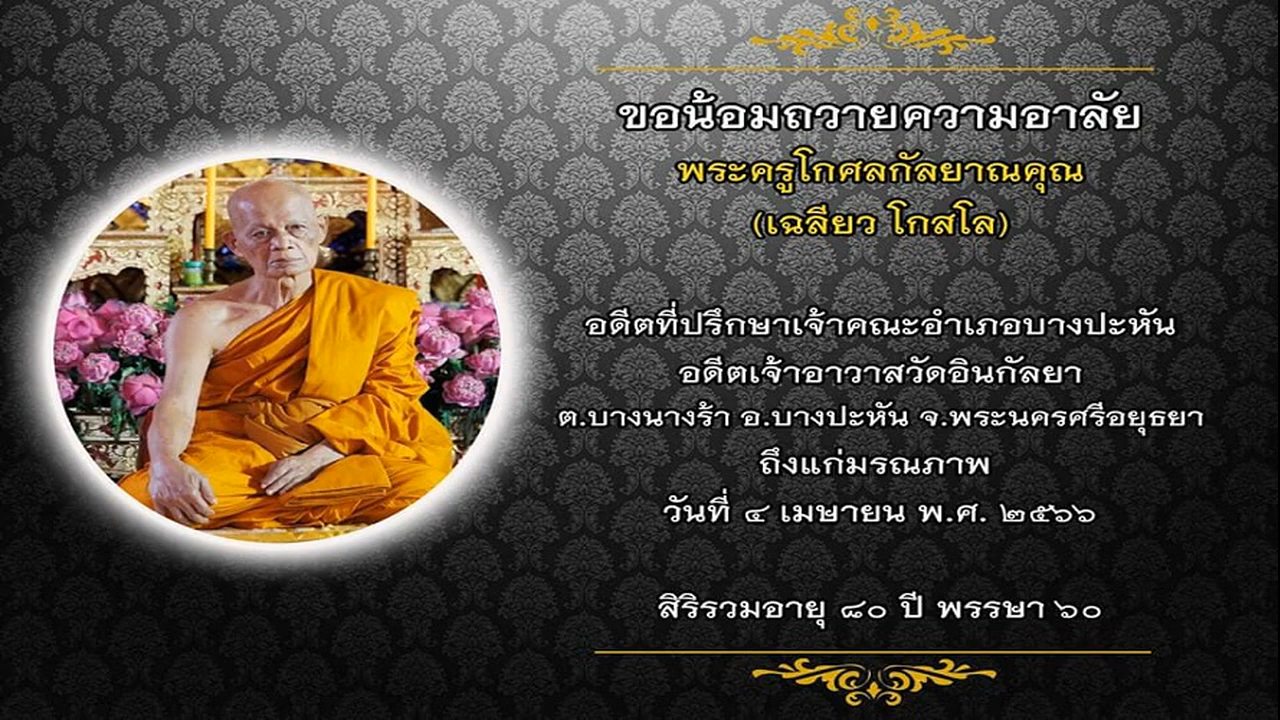 ขอน้อมถวายความอาลัย
พระครูโกศลกัลยาณคุณ
(เฉลียว โกสโล)
อดีตที่ปรึกษาเจ้าคณะอำเภอบางปะหัน
อดีตเจ้าอาวาสวัดอินกัลยา
ต.บางนางร้า อ.บางปะหัน จ.พระนครศรีอยุธยา
ถึงแก่มรณภาพ
วันที่ ๔ เมษายน พ.ศ. ๒๕๖๖
สิริรวมอายุ ๘๐ ปี พรรษา ๖๐